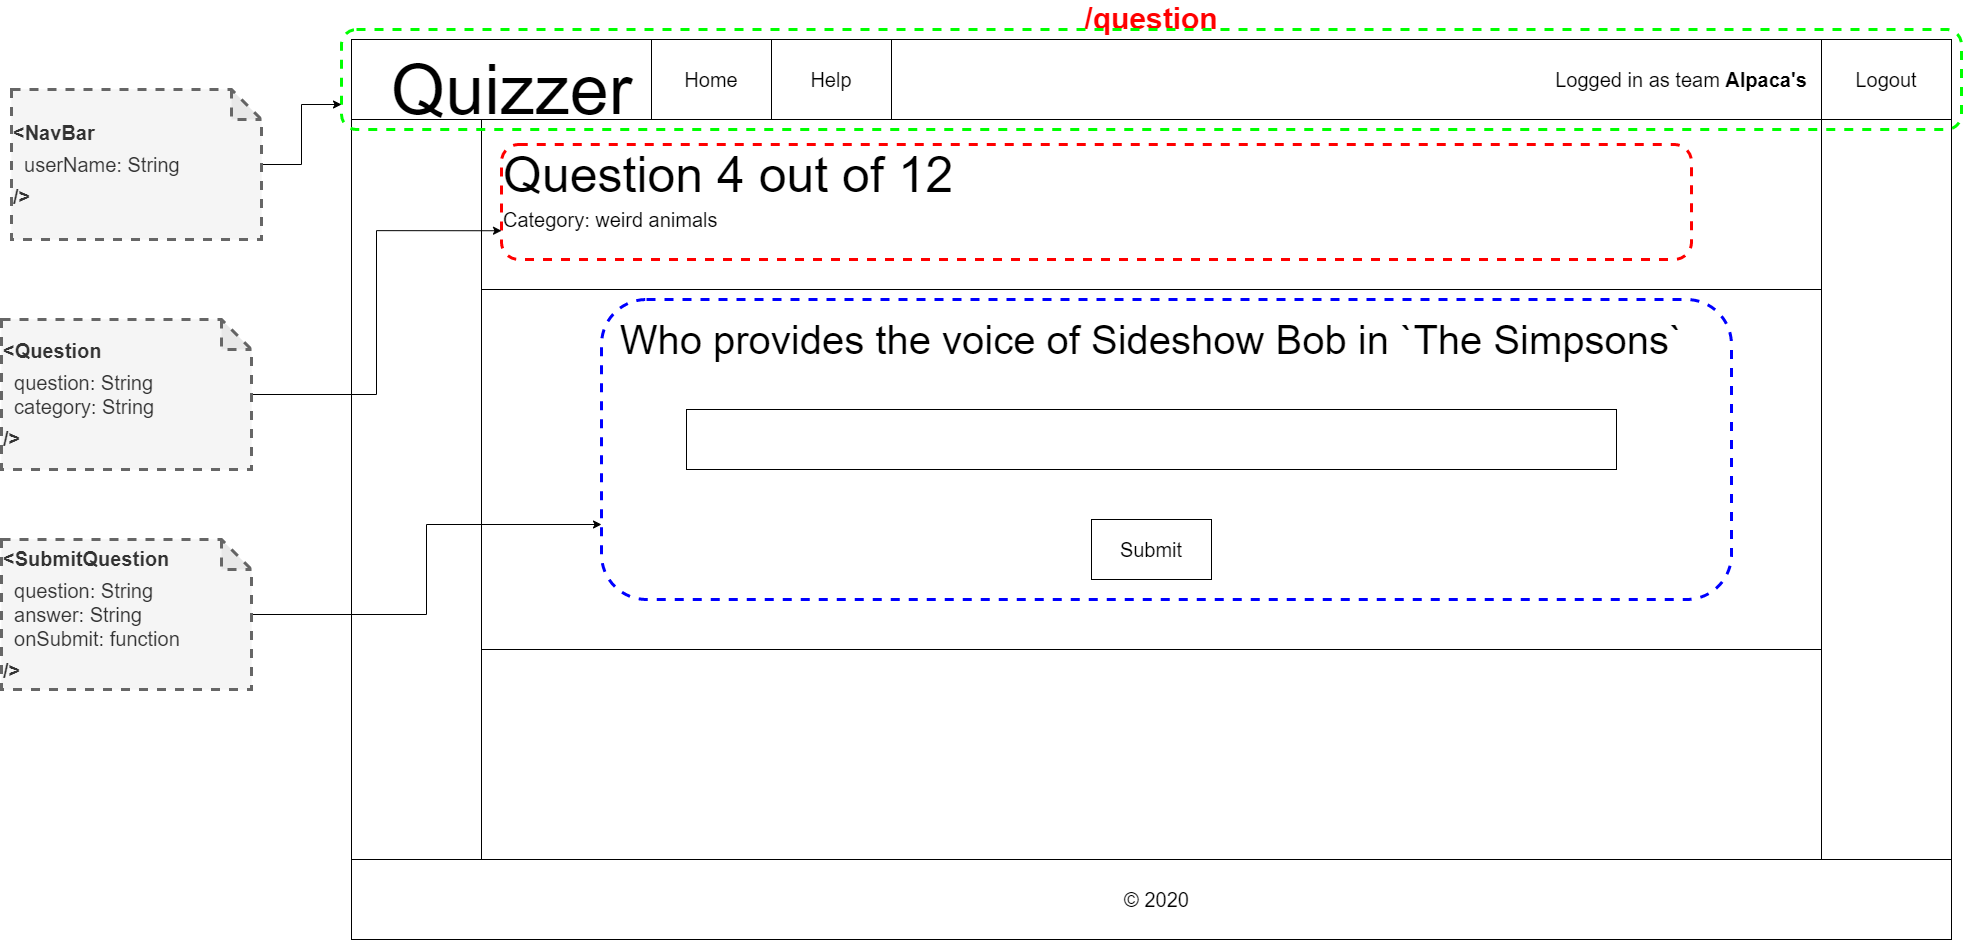 /question
Quizzer
Home
Help
Logged in as team Alpaca's
Logout
<NavBar
userName: String
/>
Question 4 out of 12
Category: weird animals
<Question
question: String
category: String
/>
Who provides the voice of Sideshow Bob in `The Simpsons`
Submit
<SubmitQuestion
question: String
answer: String
onSubmit: function
/>
© 2020